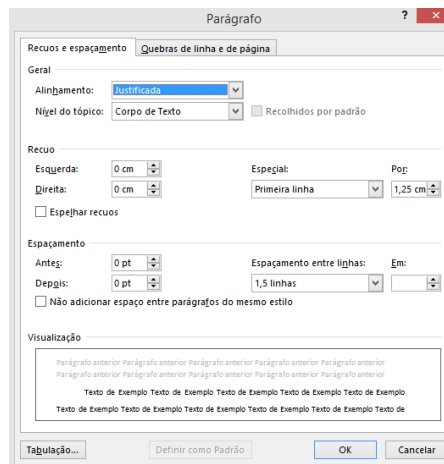 Parágrafo ? ×
Recuos e espaçamento Quebras de linha e de página
Geral
Alinhamento: Justificada
Nível do tópico: Corpo de Texto Recolhidos por padrão
Recuo
Esquerda: 0 cm Especial: Por:
Direita: 0 cm Primeira linha 1,25 cm
Espelhar recuos
Espaçamento
Antes: 0 pt Espaçamento entre linhas: Em:
Depois: 0 pt 1,5 linhas
Não adicionar espaço entre parágrafos do mesmo estilo
Visualização
Parágrafo anterior Parágrafo anterior Parágrafo anterior Parágrafo anterior Parágrafo anterior
Parágrafo anterior Parágrafo anterior Parágrafo anterior Parágrafo anterior Parágrafo anterior
Texto de Exemplo Texto de Exemplo Texto de Exemplo Texto de Exemplo Texto de Exemplo
Texto de Exemplo Texto de Exemplo Texto de Exemplo Texto de Exemplo Texto de Exemplo Texto de
Tabulação... Definir como Padrão OK Cancelar